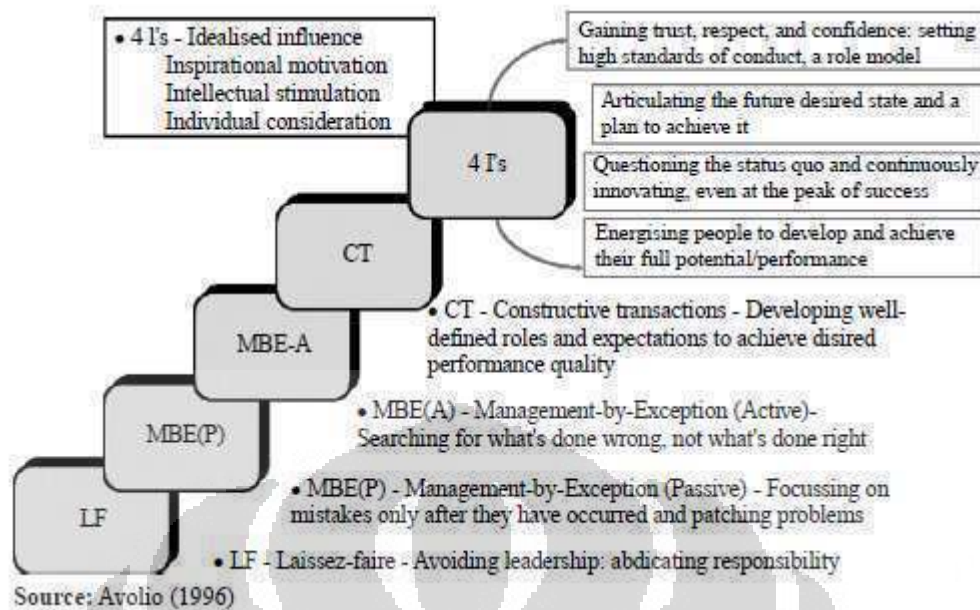 • 4 I's - Idealised influence
Inspirational motivation
Intellectual stimulation
Individual consideration
Gaining trust, respect, and confidence: setting
high standards of conduct, a role model
Articulating the future desired state and a
plan to achieve it
4 I's
Questioning the status quo and continuously
innovating, even at the peak of success
Energising people to develop and achieve
their full potential/performance
CT
• CT - Constructive transactions - Developing well-
defined roles and expectations to achieve disired
performance quality
MBE-A
• MBE(A) - Management-by-Exception (Active)-
Searching for what's done wrong, not what's done right
MBE(P)
• MBE(P) - Management-by-Exception (Passive) - Focussing on
mistakes only after they have occurred and patching problems
LF
• LF - Laissez-faire - Avoiding leadership: abdicating responsibility
Source: Avolio (1996)